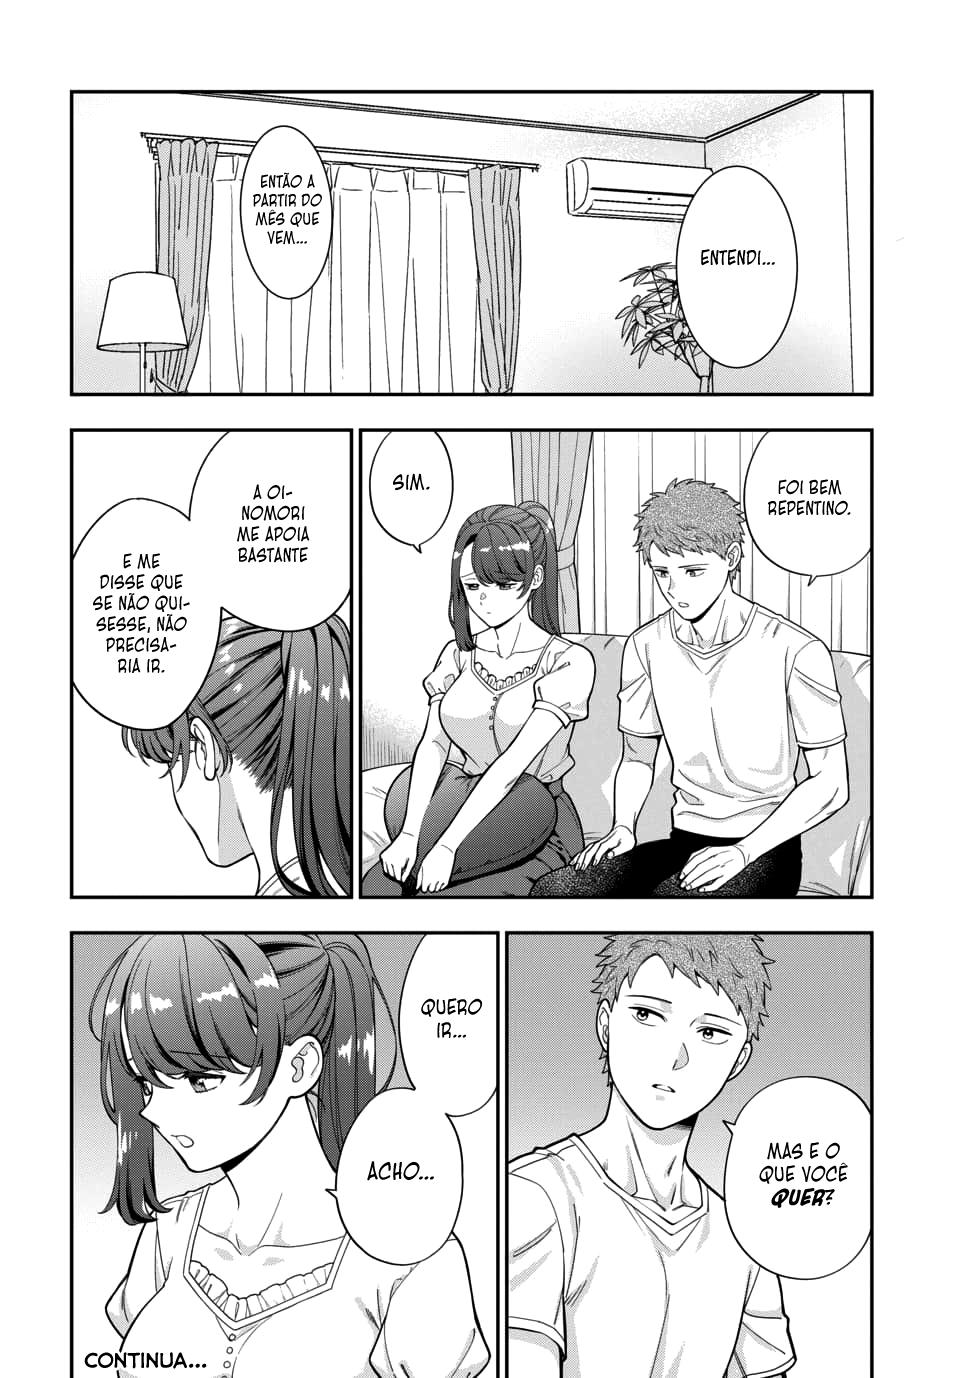 ENTENDI...
ENTÃO A
PARTIR DO
MÊS QUE
VEM...
FOI BEM
REPENTINO.
SIM.
A OI-
NOMORI
ME APOIA
BASTANTE
E ME
DISSE QUE
SE NÃO QUI-
SESSE, NÃO
PRECISA-
RIA IR.
MAS E O
QUE VOCÊ
QUER?
QUERO
IR...
ACHO...
CONTINUA...